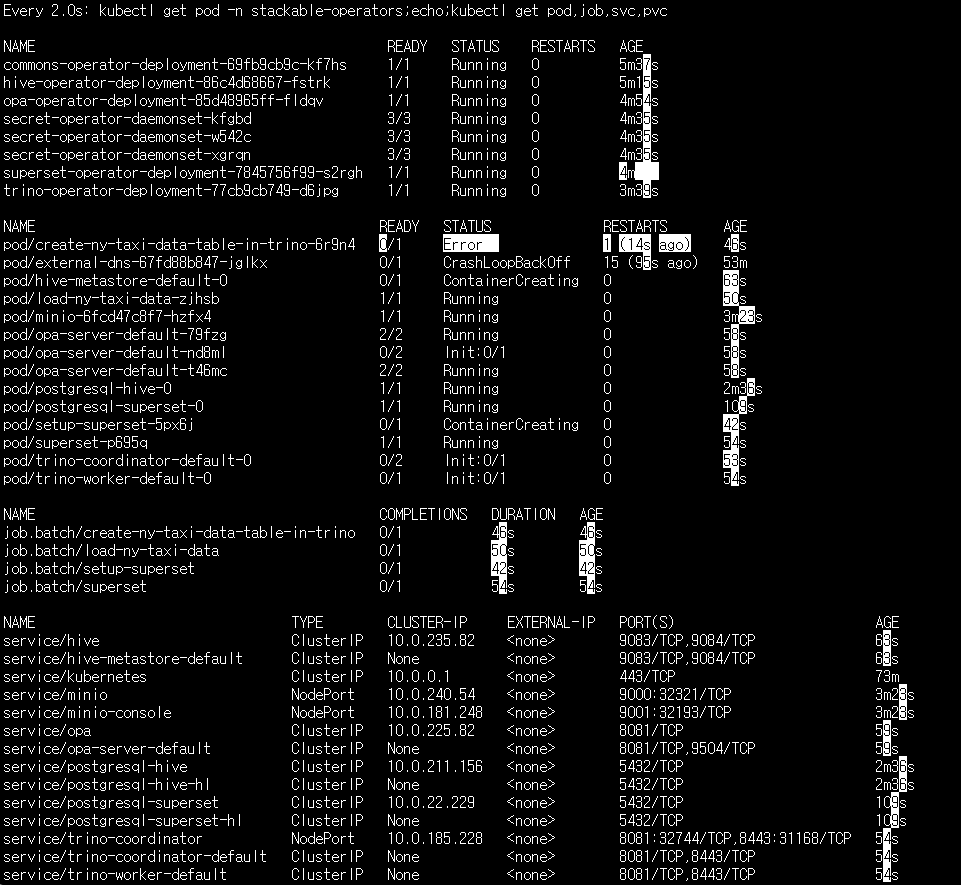 Every 2.0s: kubectl get pod -n stackable-operators;echo;kubectl get pod,job,svc,pvc
NAME READY STATUS RESTARTS AGE
commons-operator-deployment-69fb9cb9c-kf7hs 1/1 Running 0 5m37s
hive-operator-deployment-86c4d68667-fstrk 1/1 Running 0 5m15s
opa-operator-deployment-85d48965ff-fldqv 1/1 Running 0 4m54s
secret-operator-daemonset-kfgbd 3/3 Running 0 4m35s
secret-operator-daemonset-w542c 3/3 Running 0 4m35s
secret-operator-daemonset-xgrqn 3/3 Running 0 4m35s
superset-operator-deployment-7845756f99-s2rgh 1/1 Running 0 4m
trino-operator-deployment-77cb9cb749-d6jpg 1/1 Running 0 3m39s
NAME READY STATUS RESTARTS AGE
pod/create-ny-taxi-data-table-in-trino-6r9n4 0/1 Error 1 (14s ago) 46s
pod/external-dns-67fd88b847-jglkx 0/1 CrashLoopBackOff 15 (95s ago) 53m
pod/hive-metastore-default-0 0/1 ContainerCreating 0 63s
pod/load-ny-taxi-data-zjhsb 1/1 Running 0 50s
pod/minio-6fcd47c8f7-hzfx4 1/1 Running 0 3m23s
pod/opa-server-default-79fzg 2/2 Running 0 58s
pod/opa-server-default-nd8ml 0/2 Init:0/1 0 58s
pod/opa-server-default-t46mc 2/2 Running 0 58s
pod/postgresql-hive-0 1/1 Running 0 2m36s
pod/postgresql-superset-0 1/1 Running 0 109s
pod/setup-superset-5px6j 0/1 ContainerCreating 0 42s
pod/superset-p695q 1/1 Running 0 54s
pod/trino-coordinator-default-0 0/2 Init:0/1 0 53s
pod/trino-worker-default-0 0/2 Init:0/1 0 54s
NAME COMPLETIONS DURATION AGE
job.batch/create-ny-taxi-data-table-in-trino 0/1 46s 46s
job.batch/load-ny-taxi-data 0/1 50s 50s
job.batch/setup-superset 0/1 42s 42s
job.batch/superset 0/1 54s 54s
NAME TYPE CLUSTER-IP EXTERNAL-IP PORT(S) AGE
service/hive ClusterIP 10.0.235.82 <none> 9083/TCP,9084/TCP 63s
service/hive-metastore-default ClusterIP None <none> 9083/TCP,9084/TCP 63s
service/kubernetes ClusterIP 10.0.0.1 <none> 443/TCP 73m
service/minio NodePort 10.0.240.54 <none> 9000:32321/TCP 3m23s
service/minio-console NodePort 10.0.181.248 <none> 9001:32193/TCP 3m23s
service/opa ClusterIP 10.0.225.82 <none> 8081/TCP 59s
service/opa-server-default ClusterIP None <none> 8081/TCP,9504/TCP 59s
service/postgresql-hive ClusterIP 10.0.211.156 <none> 5432/TCP 2m36s
service/postgresql-hive-hl ClusterIP None <none> 5432/TCP 2m36s
service/postgresql-superset ClusterIP 10.0.22.229 <none> 5432/TCP 109s
service/postgresql-superset-hl ClusterIP None <none> 5432/TCP 109s
service/trino-coordinator NodePort 10.0.185.228 <none> 8081:32744/TCP,8443:31168/TCP 54s
service/trino-coordinator-default ClusterIP None <none> 8081/TCP,8443/TCP 54s
service/trino-worker-default ClusterIP None <none> 8081/TCP,8443/TCP 54s